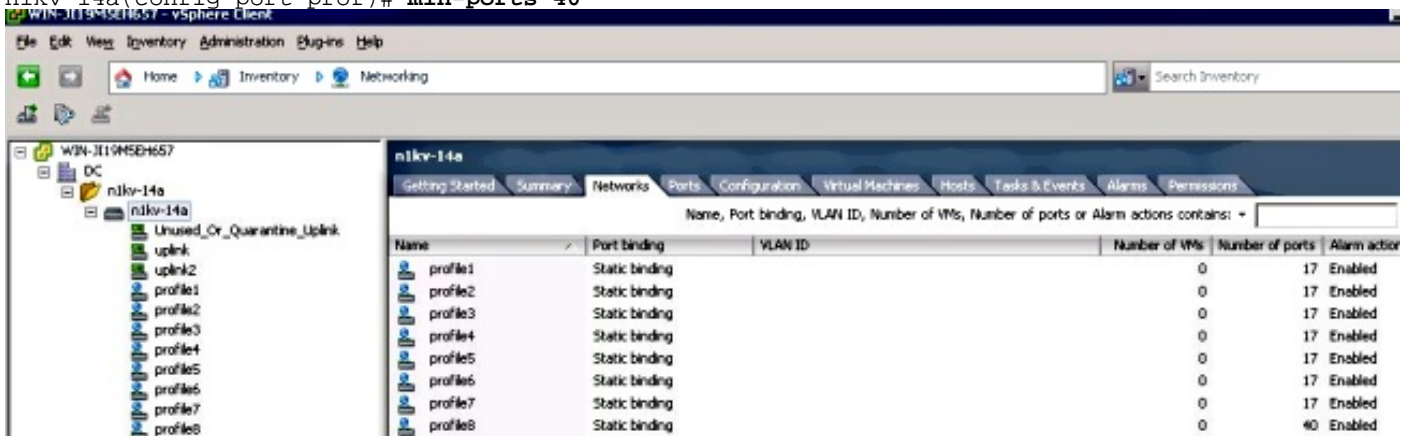 n1kv-14a(config-port-prof)# min-ports 40
WIN-JI19M5EH657 - vSphere Client
File Edit View Inventory Administration Plug-ins Help
Home Inventory Networking
Search Inventory
WIN-JI19M5EH657
DC
n1kv-14a
n1kv-14a
Unused_Or_Quarantine_Uplink
uplink
uplink2
profile1
profile2
profile3
profile4
profile5
profile6
profile7
profile8
n1kv-14a
Getting Started Summary Networks Ports Configuration Virtual Machines Hosts Tasks & Events Alarms Permissions
Name, Port binding, VLAN ID, Number of VMs, Number of ports or Alarm actions contains:
Name Port binding VLAN ID Number of VMs Number of ports Alarm action
profile1 Static binding 0 17 Enabled
profile2 Static binding 0 17 Enabled
profile3 Static binding 0 17 Enabled
profile4 Static binding 0 17 Enabled
profile5 Static binding 0 17 Enabled
profile6 Static binding 0 17 Enabled
profile7 Static binding 0 17 Enabled
profile8 Static binding 0 40 Enabled